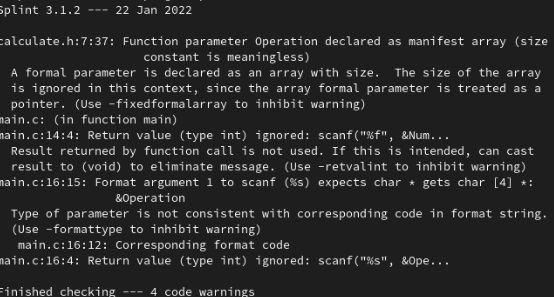 Splint 3.1.2 --- 22 Jan 2022
calculate.h:7:37: Function parameter Operation declared as manifest array (size
constant is meaningless)
A formal parameter is declared as an array with size.  The size of the array
is ignored in this context, since the array formal parameter is treated as a
pointer. (Use -fixedformalarray to inhibit warning)
main.c: (in function main)
main.c:14:4: Return value (type int) ignored: scanf("%f", &Num...
Result returned by function call is not used. If this is intended, can cast
result to (void) to eliminate message. (Use -retvalint to inhibit warning)
main.c:16:15: Format argument 1 to scanf (%s) expects char * gets char [4] *:
&Operation
Type of parameter is not consistent with corresponding code in format string.
(Use -formattype to inhibit warning)
main.c:16:12: Corresponding format code
main.c:16:4: Return value (type int) ignored: scanf("%s", &Ope...
Finished checking --- 4 code warnings